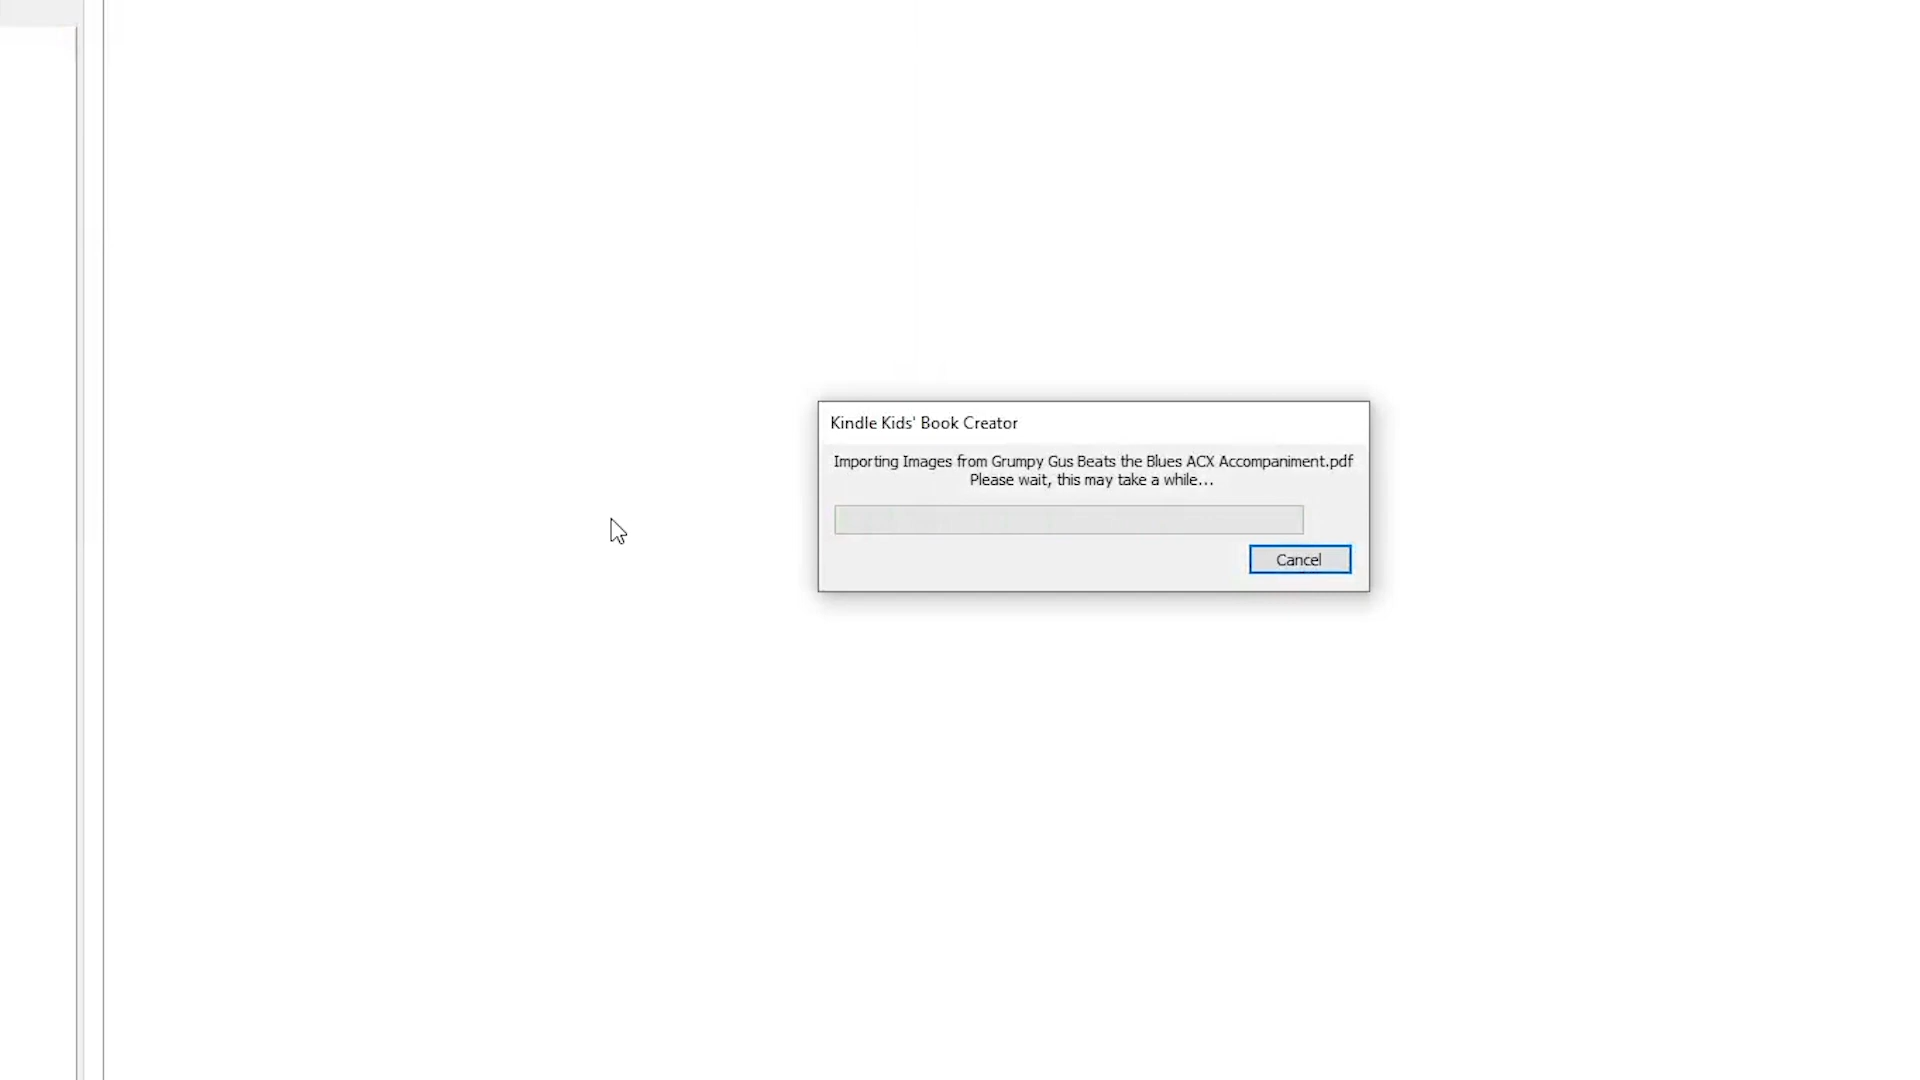 Kindle Kids' Book Creator
Importing Images from Grumpy Gus Beats the Blues ACX Accompaniment.pdf
Please wait, this may take a while...
Cancel